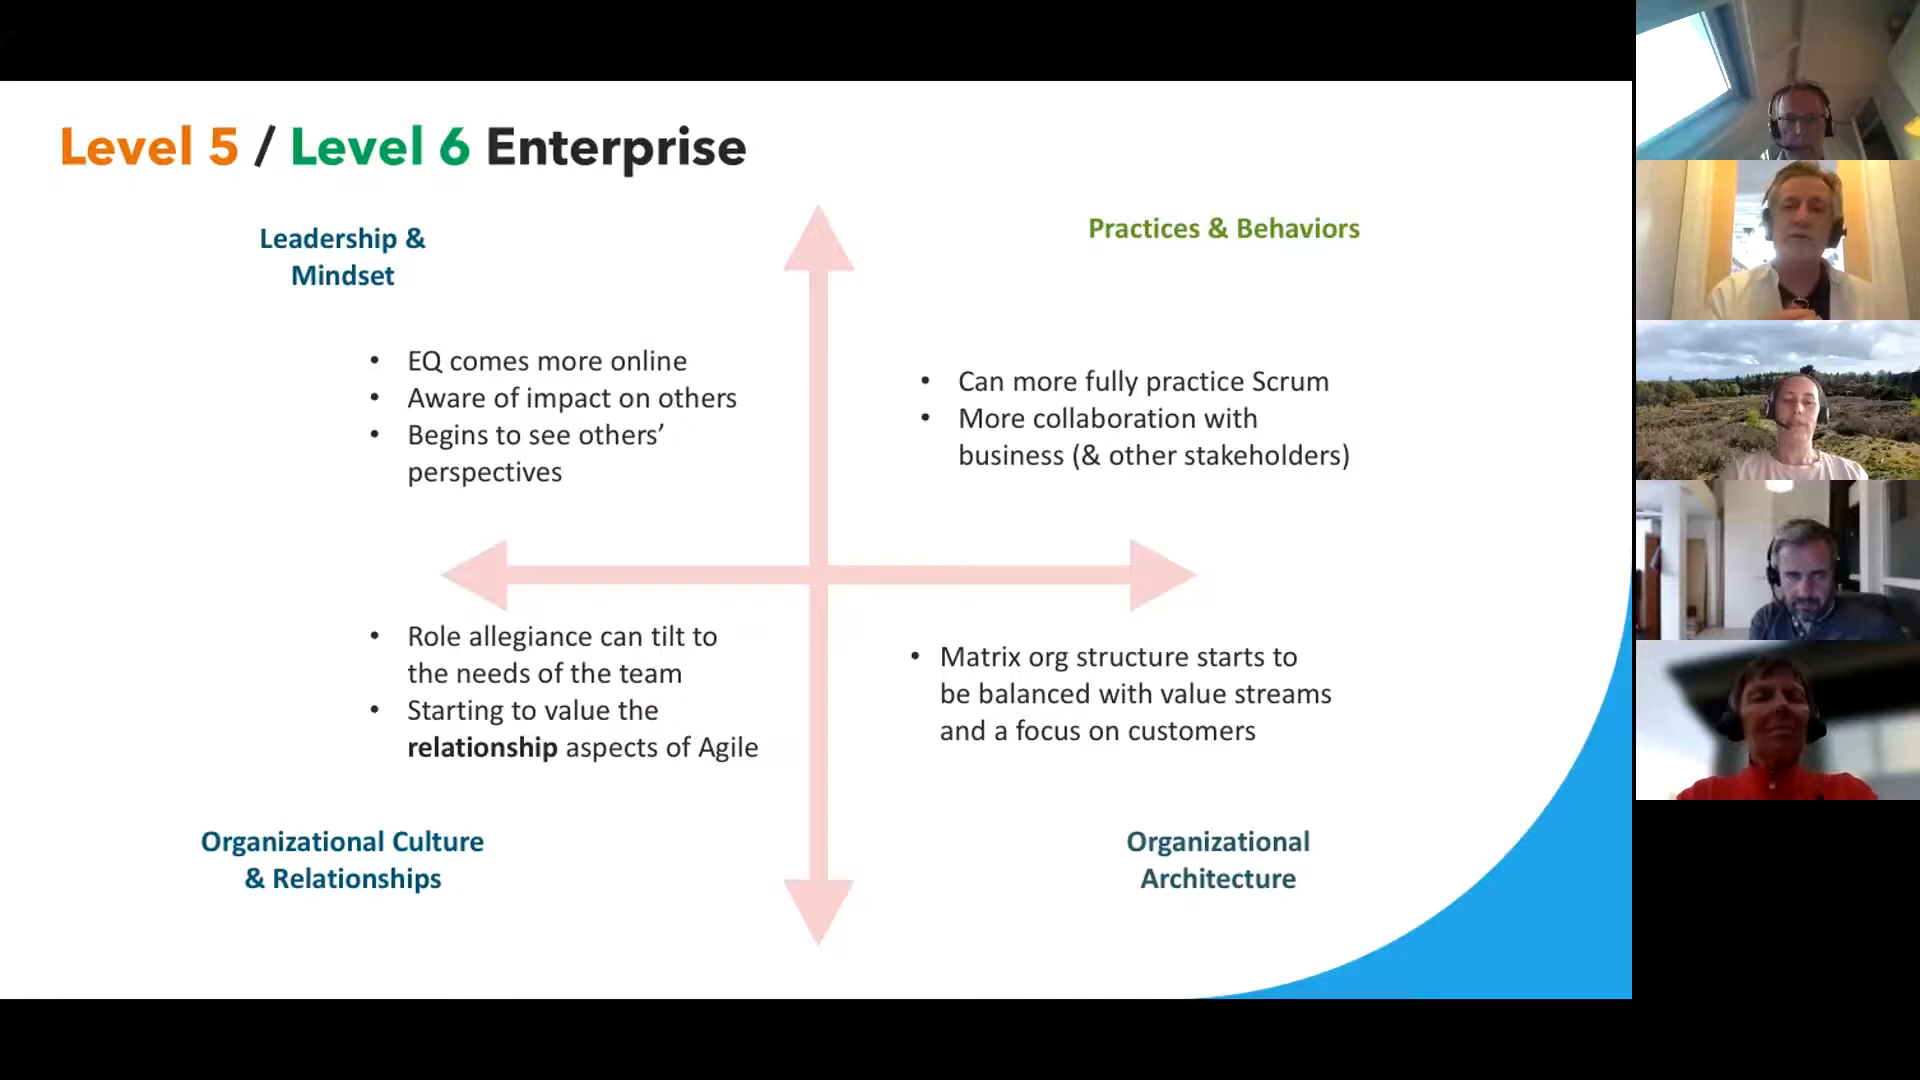 Level 5 / Level 6 Enterprise
Leadership &
Mindset
Practices & Behaviors
• EQ comes more online
• Aware of impact on others
• Begins to see others’
perspectives
• Can more fully practice Scrum
• More collaboration with
business (& other stakeholders)
• Role allegiance can tilt to
the needs of the team
• Starting to value the
relationship aspects of Agile
• Matrix org structure starts to
be balanced with value streams
and a focus on customers
Organizational Culture
& Relationships
Organizational
Architecture